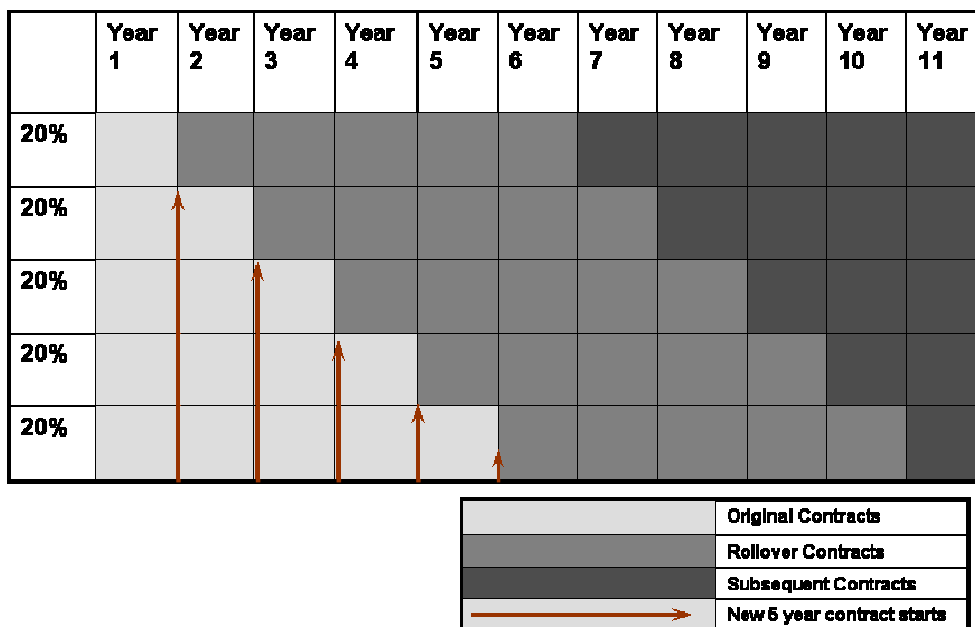 Year 1
Year 2
Year 3
Year 4
Year 5
Year 6
Year 7
Year 8
Year 9
Year 10
Year 11
20%
20%
20%
20%
20%
Original Contracts
Rollover Contracts
Subsequent Contracts
New 5 year contract starts